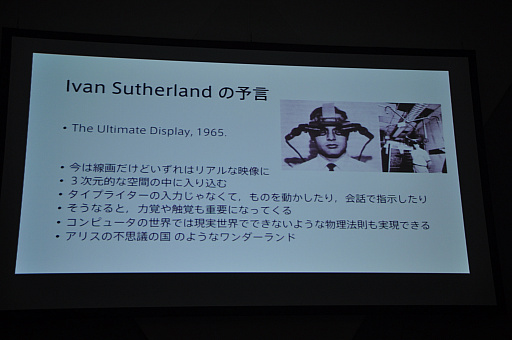 Ivan Sutherland の予言
• The Ultimate Display, 1965.
• 今は線画だけどいずれはリアルな映像に
• ３次元的な空間の中に入り込む
• タイプライターの入力じゃなくて，ものを動かしたり，会話で指示したり
• そうなると，力覚や触覚も重要になってくる
• コンピュータの世界では現実世界でできないような物理法則も実現できる
• アリスの不思議の国 のようなワンダーランド